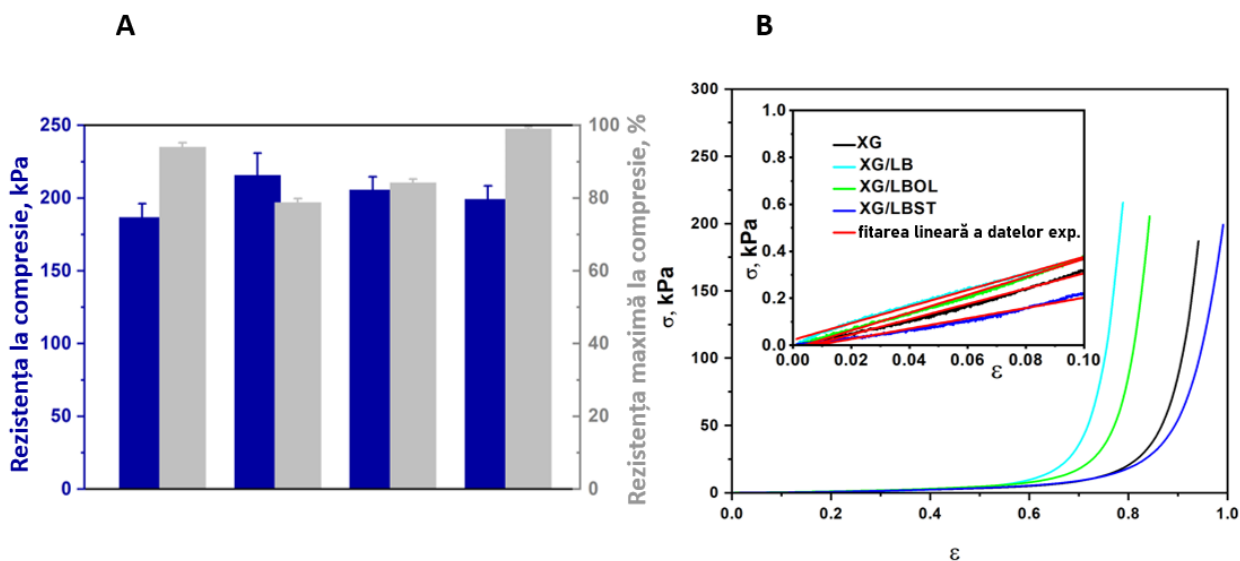 A
B
Rezistența la compresie, kPa
250
200
150
100
50
0
100
80
60
40
20
0
Rezistența maximă la compresie, %
σ, kPa
300
250
200
150
100
50
0
0.0 0.2 0.4 0.6 0.8 1.0
ε
σ, kPa
1.0
0.8
0.6
0.4
0.2
0.0
0.00 0.02 0.04 0.06 0.08 0.10
ε
XG
XG/LB
XG/LBOL
XG/LBST
fitarea lineară a datelor exp.